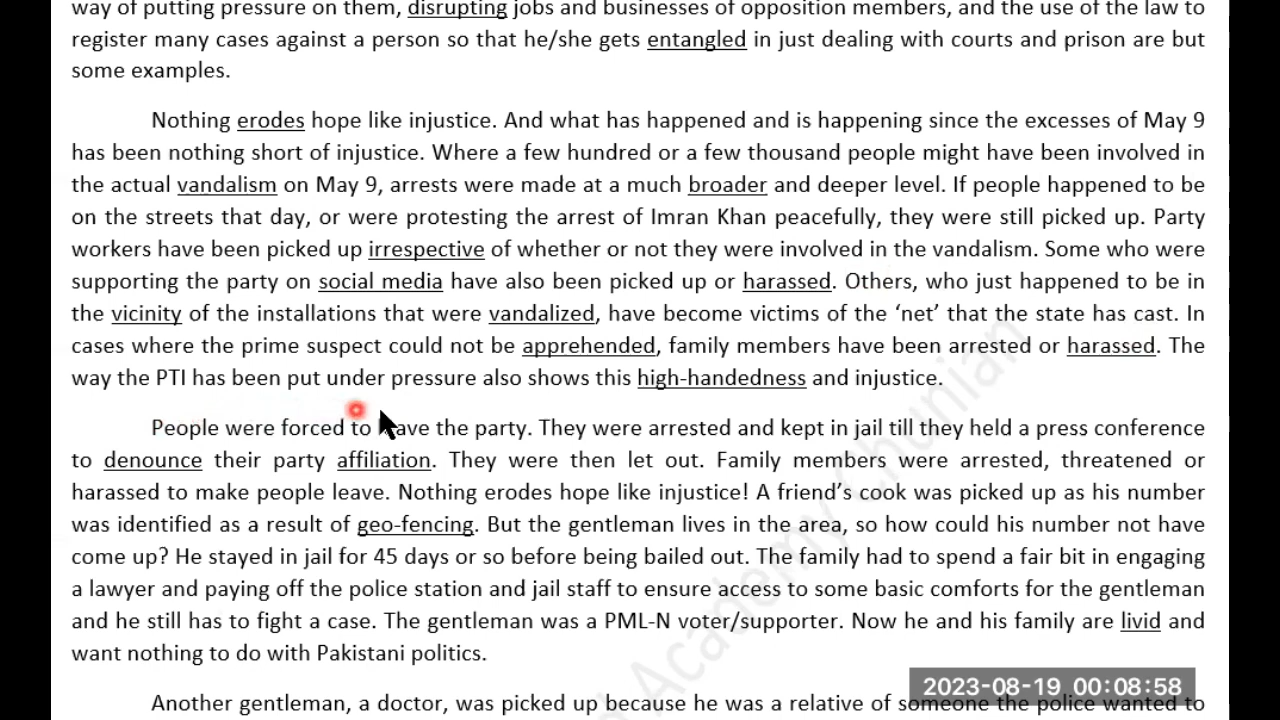 way of putting pressure on them, disrupting jobs and businesses of opposition members, and the use of the law to
register many cases against a person so that he/she gets entangled in just dealing with courts and prison are but
some examples.
Nothing erodes hope like injustice. And what has happened and is happening since the excesses of May 9
has been nothing short of injustice. Where a few hundred or a few thousand people might have been involved in
the actual vandalism on May 9, arrests were made at a much broader and deeper level. If people happened to be
on the streets that day, or were protesting the arrest of Imran Khan peacefully, they were still picked up. Party
workers have been picked up irrespective of whether or not they were involved in the vandalism. Some who were
supporting the party on social media have also been picked up or harassed. Others, who just happened to be in
the vicinity of the installations that were vandalized, have become victims of the ‘net’ that the state has cast. In
cases where the prime suspect could not be apprehended, family members have been arrested or harassed. The
way the PTI has been put under pressure also shows this high-handedness and injustice.
People were forced to leave the party. They were arrested and kept in jail till they held a press conference
to denounce their party affiliation. They were then let out. Family members were arrested, threatened or
harassed to make people leave. Nothing erodes hope like injustice! A friend’s cook was picked up as his number
was identified as a result of geo-fencing. But the gentleman lives in the area, so how could his number not have
come up? He stayed in jail for 45 days or so before being bailed out. The family had to spend a fair bit in engaging
a lawyer and paying off the police station and jail staff to ensure access to some basic comforts for the gentleman
and he still has to fight a case. The gentleman was a PML-N voter/supporter. Now he and his family are livid and
want nothing to do with Pakistani politics.
Another gentleman, a doctor, was picked up because he was a relative of someone the police wanted to
Academy Chunian
2023-08-19 00:08:58